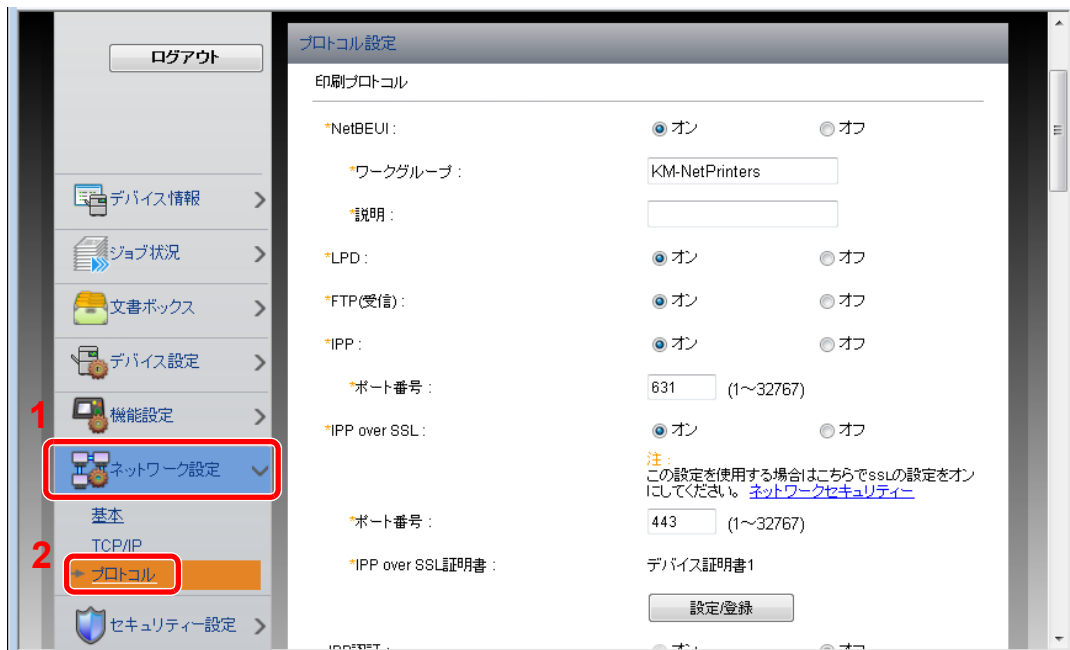 ログアウト
デバイス情報
ジョブ状況
文書ボックス
デバイス設定
1
機能設定
ネットワーク設定
基本
TCP/IP
2
プロトコル
セキュリティー設定
プロトコル設定
印刷プロトコル
*NetBEUI : オン オフ
*ワークグループ : KM-NetPrinters
*説明 :
*LPD : オン オフ
*FTP(受信) : オン オフ
*IPP : オン オフ
*ポート番号 : 631 (1～32767)
*IPP over SSL : オン オフ
注 :
この設定を使用する場合はこちらでSSLの設定をオン
にしてください。 ネットワークセキュリティー
*ポート番号 : 443 (1～32767)
*IPP over SSL証明書 : デバイス証明書1
設定/登録